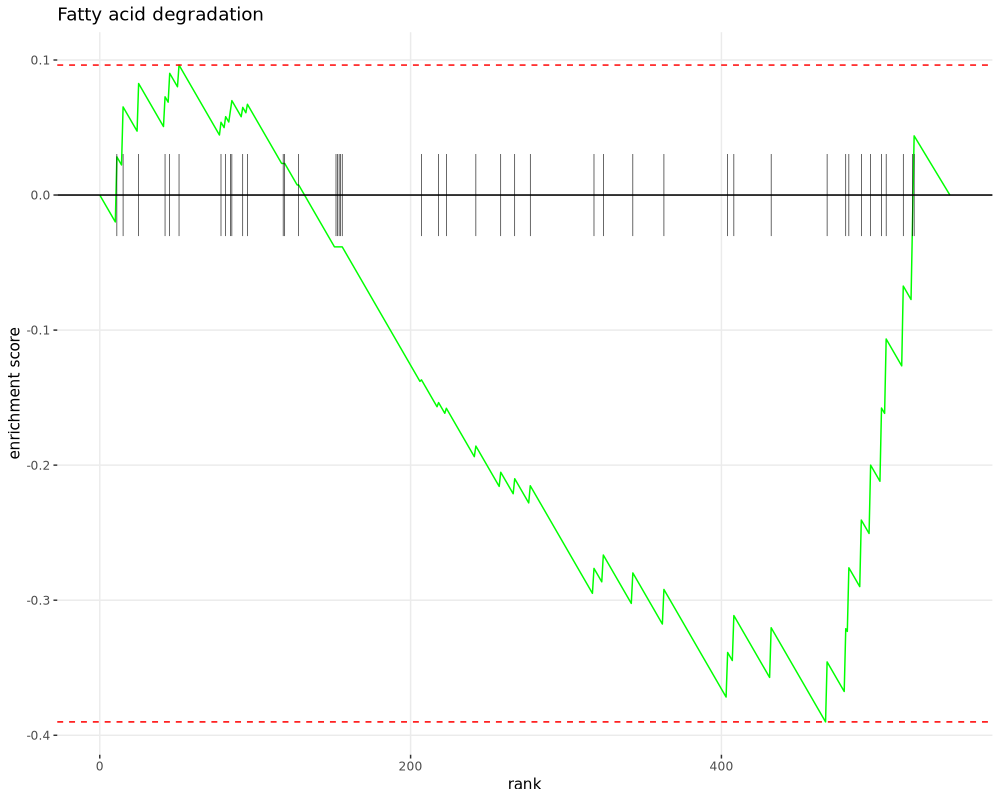 Fatty acid degradation
0.1
0.0
-0.1
-0.2
-0.3
-0.4
enrichment score
0 200 400
rank